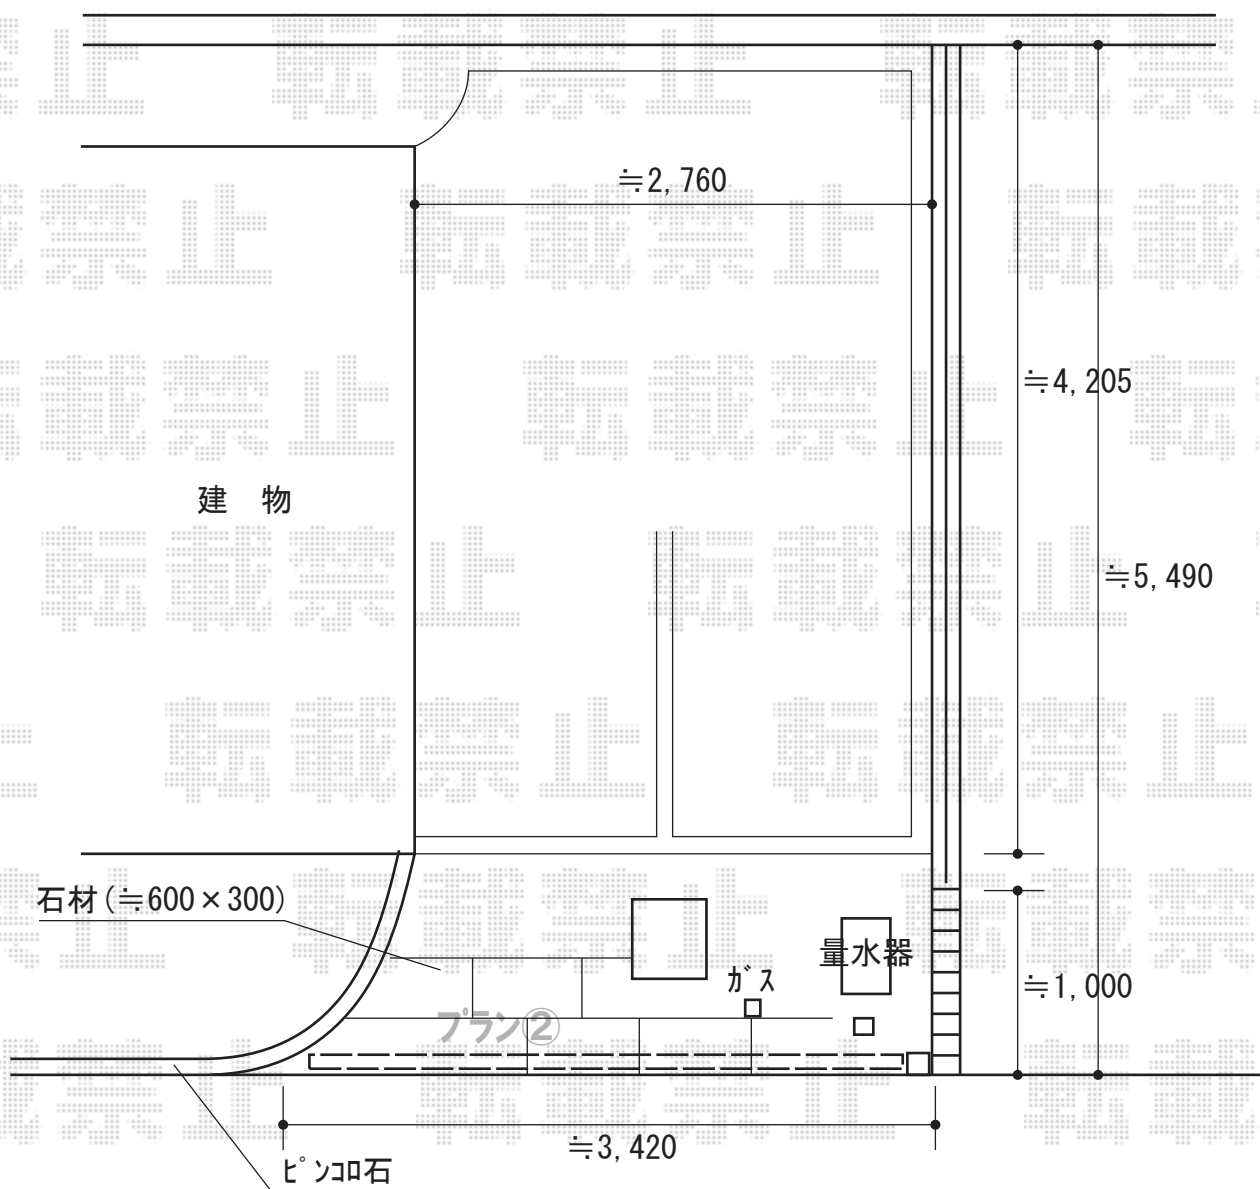 転載禁止
≒2,760
≒4,205
建 物
≒5,490
石材(≒600×300)
量水器
ガス
≒1,000
プラン②
≒3,420
ピンコロ石